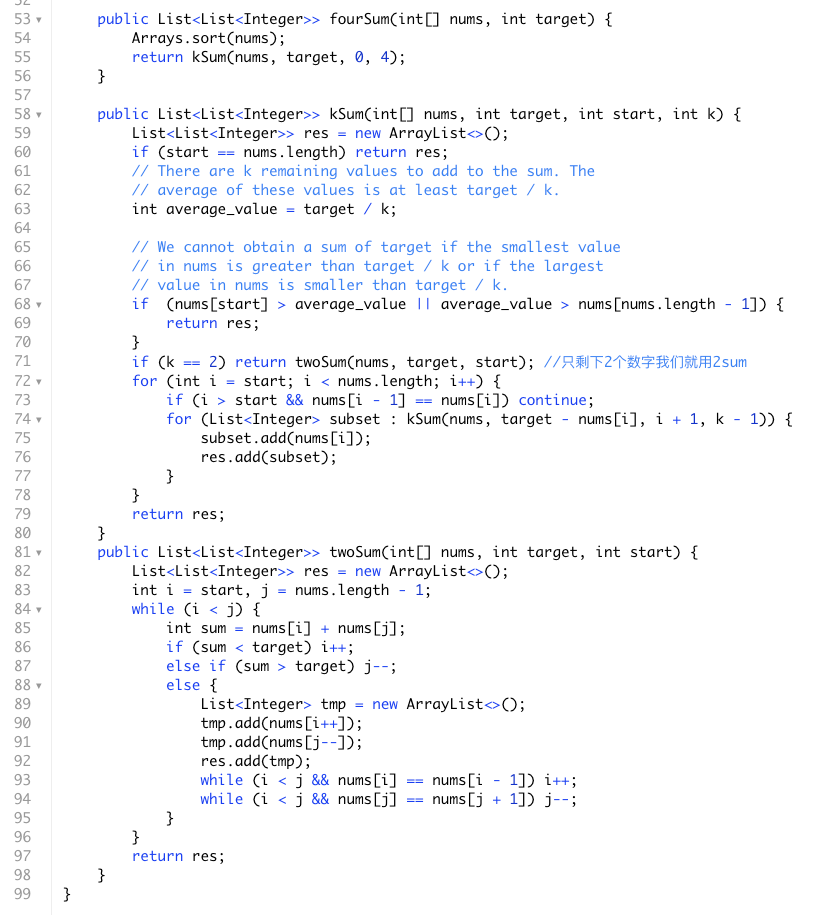 53 public List<List<Integer>> fourSum(int[] nums, int target) {
54 Arrays.sort(nums);
55 return kSum(nums, target, 0, 4);
56 }
57
58 public List<List<Integer>> kSum(int[] nums, int target, int start, int k) {
59 List<List<Integer>> res = new ArrayList<>();
60 if (start == nums.length) return res;
61 // There are k remaining values to add to the sum. The
62 // average of these values is at least target / k.
63 int average_value = target / k;
64
65 // We cannot obtain a sum of target if the smallest value
66 // in nums is greater than target / k or if the largest
67 // value in nums is smaller than target / k.
68 if  (nums[start] > average_value || average_value > nums[nums.length - 1]) {
69 return res;
70 }
71 if (k == 2) return twoSum(nums, target, start); //只剩下2个数字我们就用2sum
72 for (int i = start; i < nums.length; i++) {
73 if (i > start && nums[i - 1] == nums[i]) continue;
74 for (List<Integer> subset : kSum(nums, target - nums[i], i + 1, k - 1)) {
75 subset.add(nums[i]);
76 res.add(subset);
77 }
78 }
79 return res;
80 }
81 public List<List<Integer>> twoSum(int[] nums, int target, int start) {
82 List<List<Integer>> res = new ArrayList<>();
83 int i = start, j = nums.length - 1;
84 while (i < j) {
85 int sum = nums[i] + nums[j];
86 if (sum < target) i++;
87 else if (sum > target) j--;
88 else {
89 List<Integer> tmp = new ArrayList<>();
90 tmp.add(nums[i++]);
91 tmp.add(nums[j--]);
92 res.add(tmp);
93 while (i < j && nums[i] == nums[i - 1]) i++;
94 while (i < j && nums[j] == nums[j + 1]) j--;
95 }
96 }
97 return res;
98 }
99 }